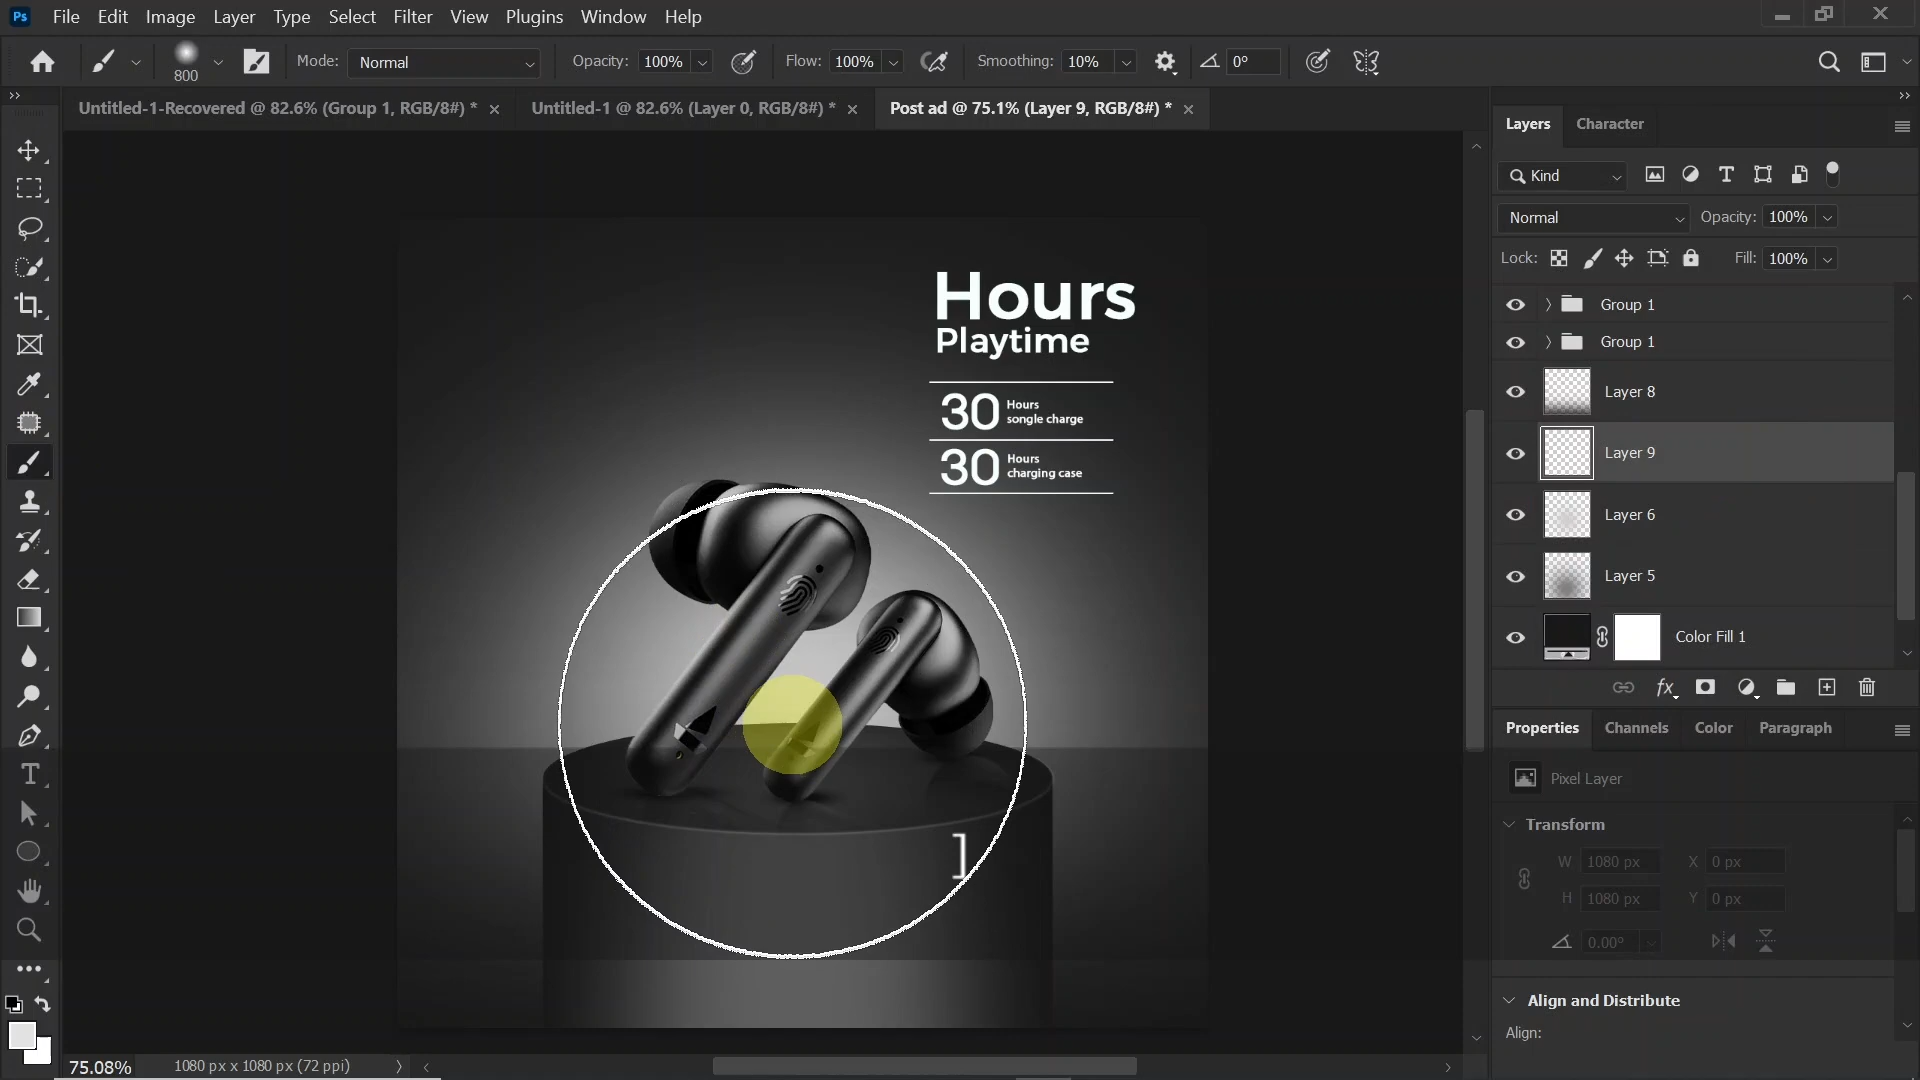 Ps File Edit Image Layer Type Select Filter View Plugins Window Help
800 Mode: Normal Opacity: 100% Flow: 100% Smoothing: 10% 0°
Untitled-1-Recovered @ 82.6% (Group 1, RGB/8#) * Untitled-1 @ 82.6% (Layer 0, RGB/8#) * Post ad @ 75.1% (Layer 9, RGB/8#) *
Layers Character
Kind
Normal Opacity: 100%
Lock: Fill: 100%
Group 1
Group 1
Layer 8
Layer 9
Layer 6
Layer 5
Color Fill 1
fx
Properties Channels Color Paragraph
Pixel Layer
Transform
W 1080 px X 0 px
H 1080 px Y 0 px
0.00°
Align and Distribute
Align:
Hours
Playtime
30 Hours
songle charge
30 Hours
charging case
]
75.08% 1080 px x 1080 px (72 ppi)